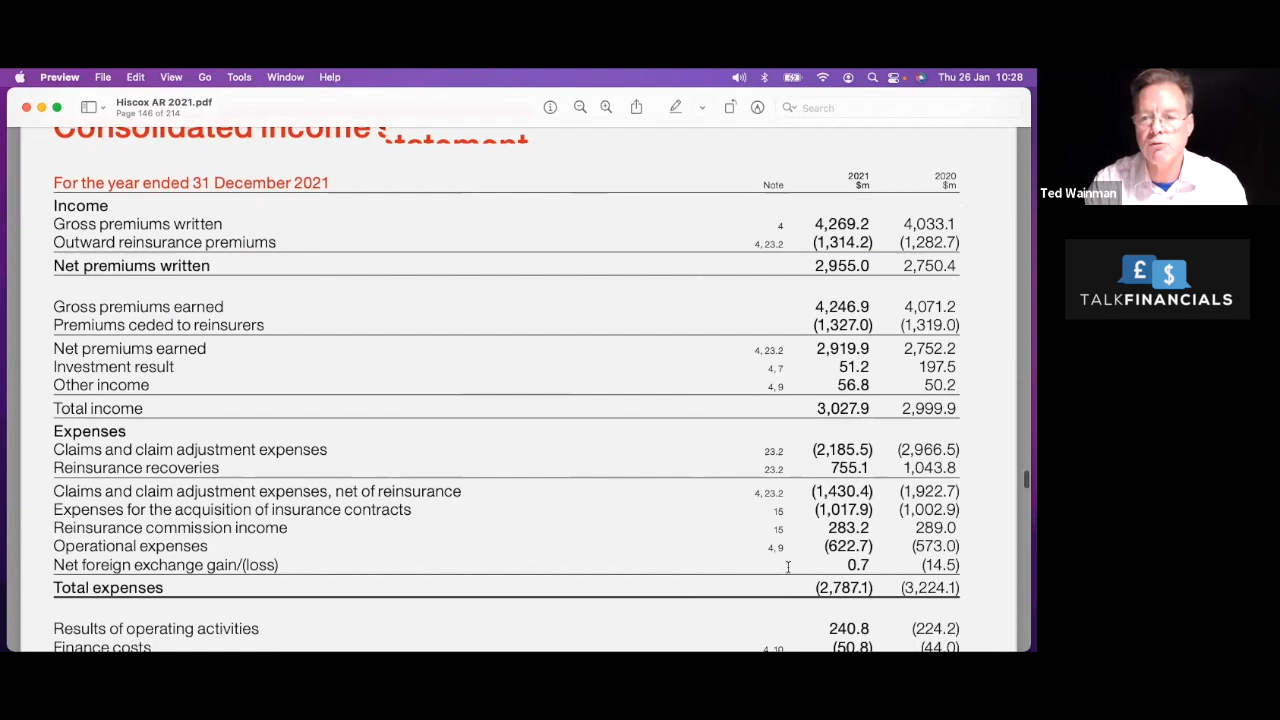 Preview File Edit View Go Tools Window Help Thu 26 Jan 10:28
Hiscox AR 2021.pdf
Page 146 of 214
Search
Consolidated income statement
For the year ended 31 December 2021 Note 2021 $m 2020 $m
Income
Gross premiums written 4 4,269.2 4,033.1
Outward reinsurance premiums 4, 23.2 (1,314.2) (1,282.7)
Net premiums written 2,955.0 2,750.4
Gross premiums earned 4,246.9 4,071.2
Premiums ceded to reinsurers (1,327.0) (1,319.0)
Net premiums earned 4, 23.2 2,919.9 2,752.2
Investment result 4, 7 51.2 197.5
Other income 4, 9 56.8 50.2
Total income 3,027.9 2,999.9
Expenses
Claims and claim adjustment expenses 23.2 (2,185.5) (2,966.5)
Reinsurance recoveries 23.2 755.1 1,043.8
Claims and claim adjustment expenses, net of reinsurance 4, 23.2 (1,430.4) (1,922.7)
Expenses for the acquisition of insurance contracts 15 (1,017.9) (1,002.9)
Reinsurance commission income 15 283.2 289.0
Operational expenses 4, 9 (622.7) (573.0)
Net foreign exchange gain/(loss) 0.7 (14.5)
Total expenses (2,787.1) (3,224.1)
Results of operating activities 240.8 (224.2)
Finance costs 4, 10 (50.8) (44.0)
Ted Wainman
£ $
TALKFINANCIALS